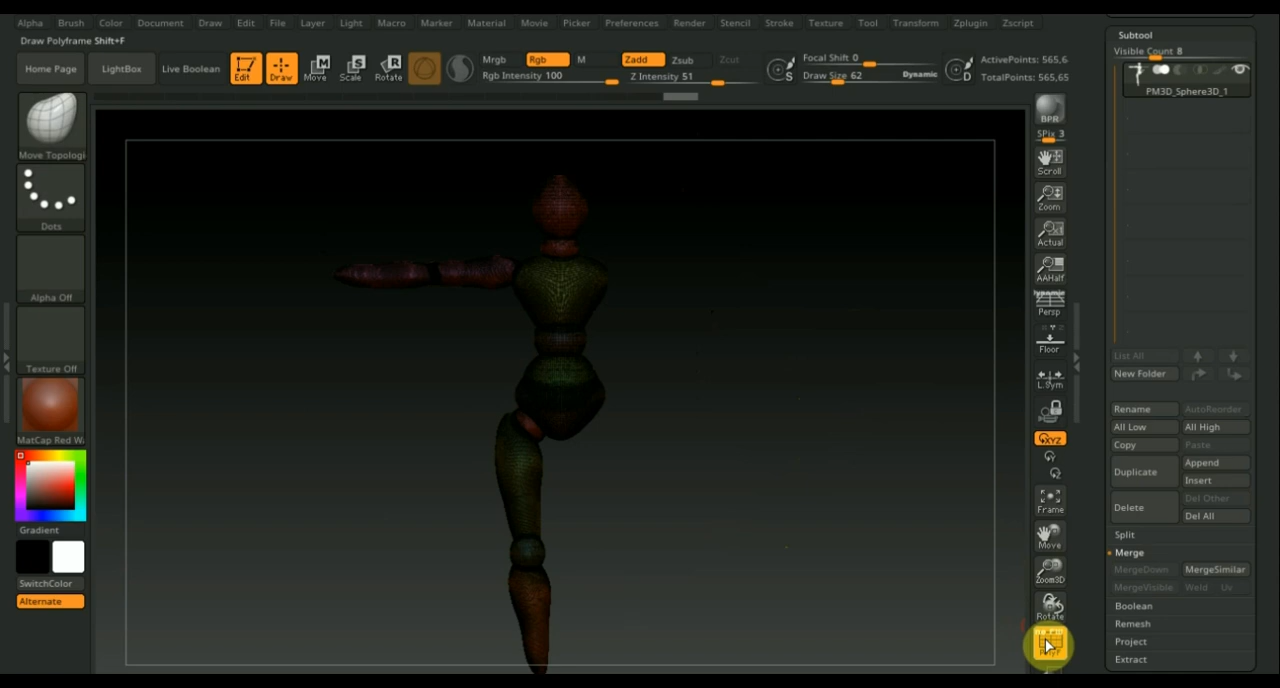 Alpha Brush Color Document Draw Edit File Layer Light Macro Marker Material Movie Picker Preferences Render Stencil Stroke Texture Tool Transform Zplugin Zscript
Draw Polyframe Shift+F
Home Page
LightBox
Live Boolean
Edit
Draw
Move
Scale
Rotate
Mrgb
Rgb
M
Rgb Intensity 100
Zadd
Zsub
Zcut
Z Intensity 51
S
Focal Shift 0
Draw Size 62
Dynamic
D
ActivePoints: 565,6
TotalPoints: 565,65
Move Topologi
Dots
Alpha Off
Texture Off
MatCap Red Wa
Gradient
SwitchColor
Alternate
BPR
SPix 3
Scroll
Zoom
Actual
AAHalf
Dynamic
Persp
Floor
L.Sym
XYZ
Y
Z
Frame
Move
Zoom3D
Rotate
PolyF
Subtool
Visible Count 8
PM3D_Sphere3D_1
List All
New Folder
Rename
AutoReorder
All Low
All High
Copy
Paste
Duplicate
Append
Insert
Delete
Del Other
Del All
Split
Merge
MergeDown
MergeSimilar
MergeVisible
Weld
Uv
Boolean
Remesh
Project
Extract